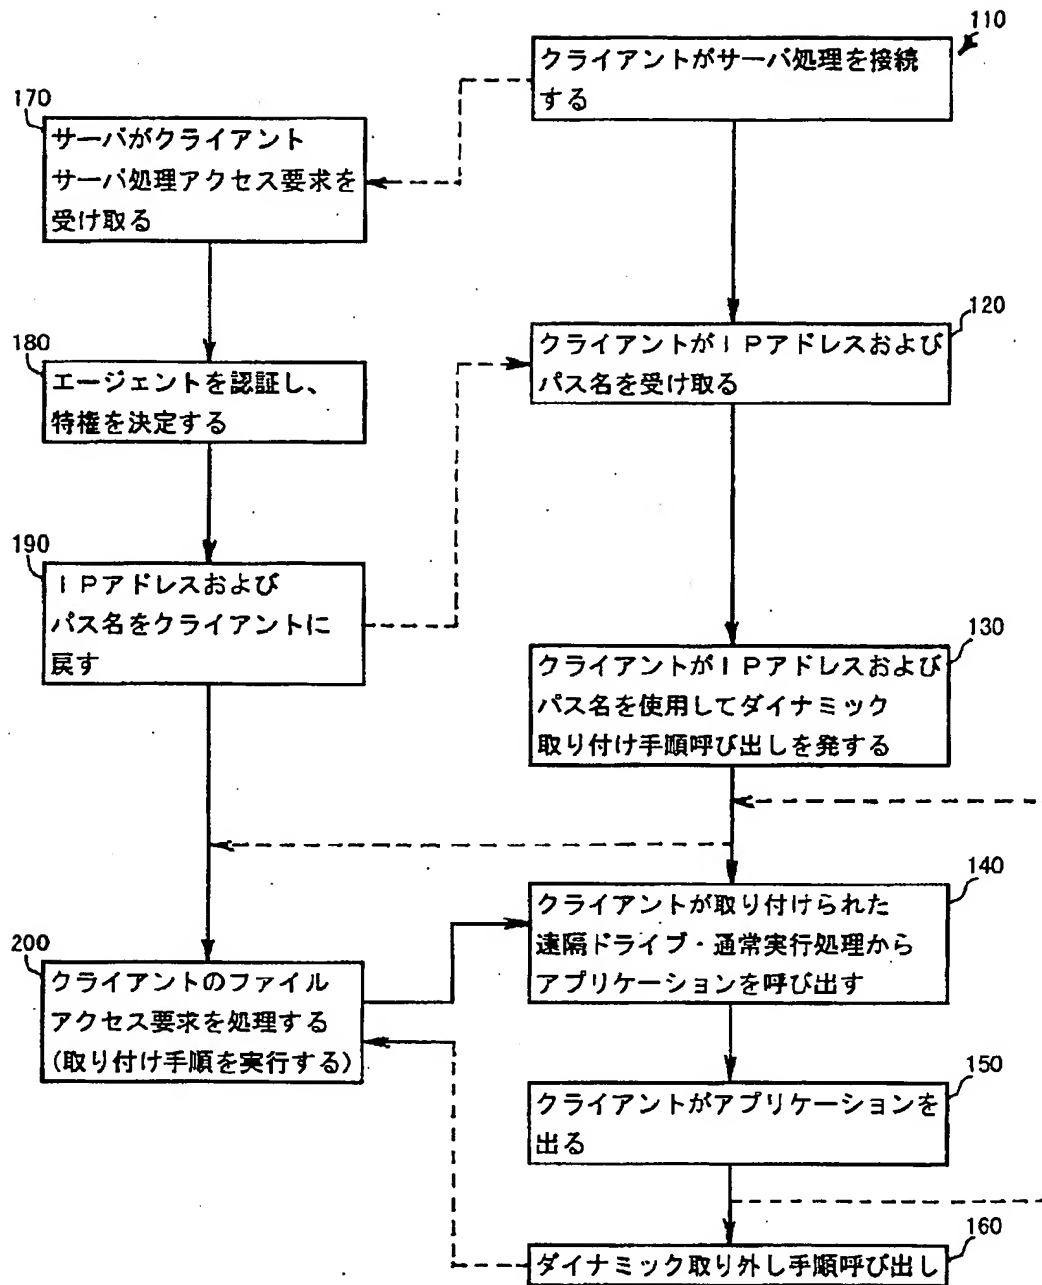 110
クライアントがサーバ処理を接続
する
170
サーバがクライアント
サーバ処理アクセス要求を
受け取る
120
クライアントがIPアドレスおよび
パス名を受け取る
180
エージェントを認証し、
特権を決定する
190
IPアドレスおよび
パス名をクライアントに
戻す
130
クライアントがIPアドレスおよび
パス名を使用してダイナミック
取り付け手順呼び出しを発する
140
クライアントが取り付けられた
遠隔ドライブ・通常実行処理から
アプリケーションを呼び出す
200
クライアントのファイル
アクセス要求を処理する
(取り付け手順を実行する)
150
クライアントがアプリケーションを
出る
160
ダイナミック取り外し手順呼び出し